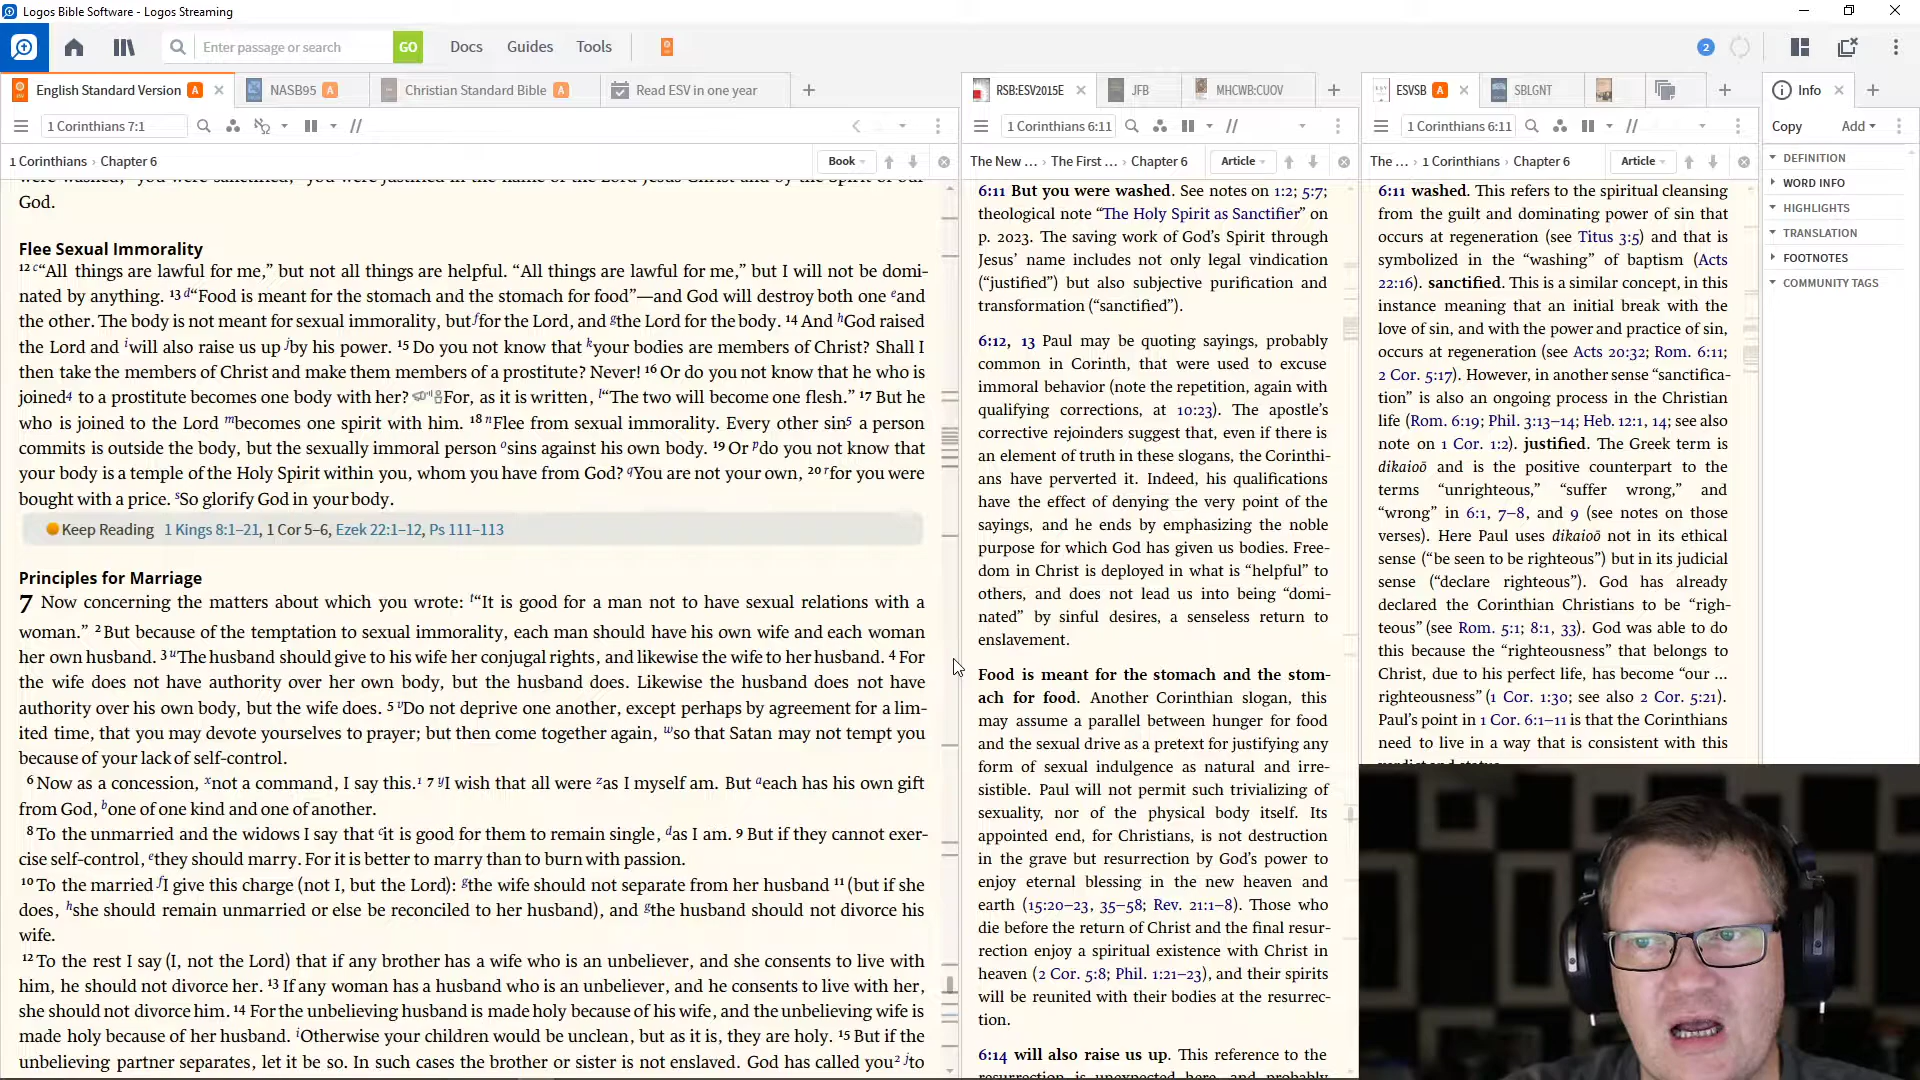 Logos Bible Software - Logos Streaming
Enter passage or search
GO
Docs
Guides
Tools
2
English Standard Version A
NASB95 A
Christian Standard Bible A
Read ESV in one year
1 Corinthians 7:1
1 Corinthians › Chapter 6
Book
God.
Flee Sexual Immorality
12 c“All things are lawful for me,” but not all things are helpful. “All things are lawful for me,” but I will not be domi-
nated by anything. 13 d“Food is meant for the stomach and the stomach for food”—and God will destroy both one eand
the other. The body is not meant for sexual immorality, but ffor the Lord, and gthe Lord for the body. 14 And hGod raised
the Lord and iwill also raise us up jby his power. 15 Do you not know that kyour bodies are members of Christ? Shall I
then take the members of Christ and make them members of a prostitute? Never! 16 Or do you not know that he who is
joined4 to a prostitute becomes one body with her? For, as it is written, l“The two will become one flesh.” 17 But he
who is joined to the Lord mbecomes one spirit with him. 18 nFlee from sexual immorality. Every other sin5 a person
commits is outside the body, but the sexually immoral person osins against his own body. 19 Or pdo you not know that
your body is a temple of the Holy Spirit within you, whom you have from God? qYou are not your own, 20 rfor you were
bought with a price. sSo glorify God in your body.
Keep Reading 1 Kings 8:1–21, 1 Cor 5–6, Ezek 22:1–12, Ps 111–113
Principles for Marriage
7 Now concerning the matters about which you wrote: t“It is good for a man not to have sexual relations with a
woman.” 2 But because of the temptation to sexual immorality, each man should have his own wife and each woman
her own husband. 3 uThe husband should give to his wife her conjugal rights, and likewise the wife to her husband. 4 For
the wife does not have authority over her own body, but the husband does. Likewise the husband does not have
authority over his own body, but the wife does. 5 vDo not deprive one another, except perhaps by agreement for a lim-
ited time, that you may devote yourselves to prayer; but then come together again, wso that Satan may not tempt you
because of your lack of self-control.
6 Now as a concession, xnot a command, I say this.1 7 yI wish that all were zas I myself am. But aeach has his own gift
from God, bone of one kind and one of another.
8 To the unmarried and the widows I say that cit is good for them to remain single, das I am. 9 But if they cannot exer-
cise self-control, ethey should marry. For it is better to marry than to burn with passion.
10 To the married fI give this charge (not I, but the Lord): gthe wife should not separate from her husband 11 (but if she
does, hshe should remain unmarried or else be reconciled to her husband), and gthe husband should not divorce his
wife.
12 To the rest I say (I, not the Lord) that if any brother has a wife who is an unbeliever, and she consents to live with
him, he should not divorce her. 13 If any woman has a husband who is an unbeliever, and he consents to live with her,
she should not divorce him. 14 For the unbelieving husband is made holy because of his wife, and the unbelieving wife is
made holy because of her husband. iOtherwise your children would be unclean, but as it is, they are holy. 15 But if the
unbelieving partner separates, let it be so. In such cases the brother or sister is not enslaved. God has called you2 jto
RSB:ESV2015E
JFB
MHCWB:CUOV
1 Corinthians 6:11
The New ... › The First ... › Chapter 6
Article
6:11 But you were washed. See notes on 1:2; 5:7;
theological note “The Holy Spirit as Sanctifier” on
p. 2023. The saving work of God’s Spirit through
Jesus’ name includes not only legal vindication
(“justified”) but also subjective purification and
transformation (“sanctified”).
6:12, 13 Paul may be quoting sayings, probably
common in Corinth, that were used to excuse
immoral behavior (note the repetition, again with
qualifying corrections, at 10:23). The apostle’s
corrective rejoinders suggest that, even if there is
an element of truth in these slogans, the Corinthi-
ans have perverted it. Indeed, his qualifications
have the effect of denying the very point of the
sayings, and he ends by emphasizing the noble
purpose for which God has given us bodies. Free-
dom in Christ is deployed in what is “helpful” to
others, and does not lead us into being “domi-
nated” by sinful desires, a senseless return to
enslavement.
Food is meant for the stomach and the stom-
ach for food. Another Corinthian slogan, this
may assume a parallel between hunger for food
and the sexual drive as a pretext for justifying any
form of sexual indulgence as natural and irre-
sistible. Paul will not permit such trivializing of
sexuality, nor of the physical body itself. Its
appointed end, for Christians, is not destruction
in the grave but resurrection by God’s power to
enjoy eternal blessing in the new heaven and
earth (15:20–23, 35–58; Rev. 21:1–8). Those who
die before the return of Christ and the final resur-
rection enjoy a spiritual existence with Christ in
heaven (2 Cor. 5:8; Phil. 1:21–23), and their spirits
will be reunited with their bodies at the resurrec-
tion.
6:14 will also raise us up. This reference to the
ESVSB A
SBLGNT
1 Corinthians 6:11
The ... › 1 Corinthians › Chapter 6
Article
6:11 washed. This refers to the spiritual cleansing
from the guilt and dominating power of sin that
occurs at regeneration (see Titus 3:5) and that is
symbolized in the “washing” of baptism (Acts
22:16). sanctified. This is a similar concept, in this
instance meaning that an initial break with the
love of sin, and with the power and practice of sin,
occurs at regeneration (see Acts 20:32; Rom. 6:11;
2 Cor. 5:17). However, in another sense “sanctifica-
tion” is also an ongoing process in the Christian
life (Rom. 6:19; Phil. 3:13–14; Heb. 12:1, 14; see also
note on 1 Cor. 1:2). justified. The Greek term is
dikaioō and is the positive counterpart to the
terms “unrighteous,” “suffer wrong,” and
“wrong” in 6:1, 7–8, and 9 (see notes on those
verses). Here Paul uses dikaioō not in its ethical
sense (“be seen to be righteous”) but in its judicial
sense (“declare righteous”). God has already
declared the Corinthian Christians to be “righ-
teous” (see Rom. 5:1; 8:1, 33). God was able to do
this because the “righteousness” that belongs to
Christ, due to his perfect life, has become “our ...
righteousness” (1 Cor. 1:30; see also 2 Cor. 5:21).
Paul’s point in 1 Cor. 6:1–11 is that the Corinthians
need to live in a way that is consistent with this
Info
Copy
Add
DEFINITION
WORD INFO
HIGHLIGHTS
TRANSLATION
FOOTNOTES
COMMUNITY TAGS